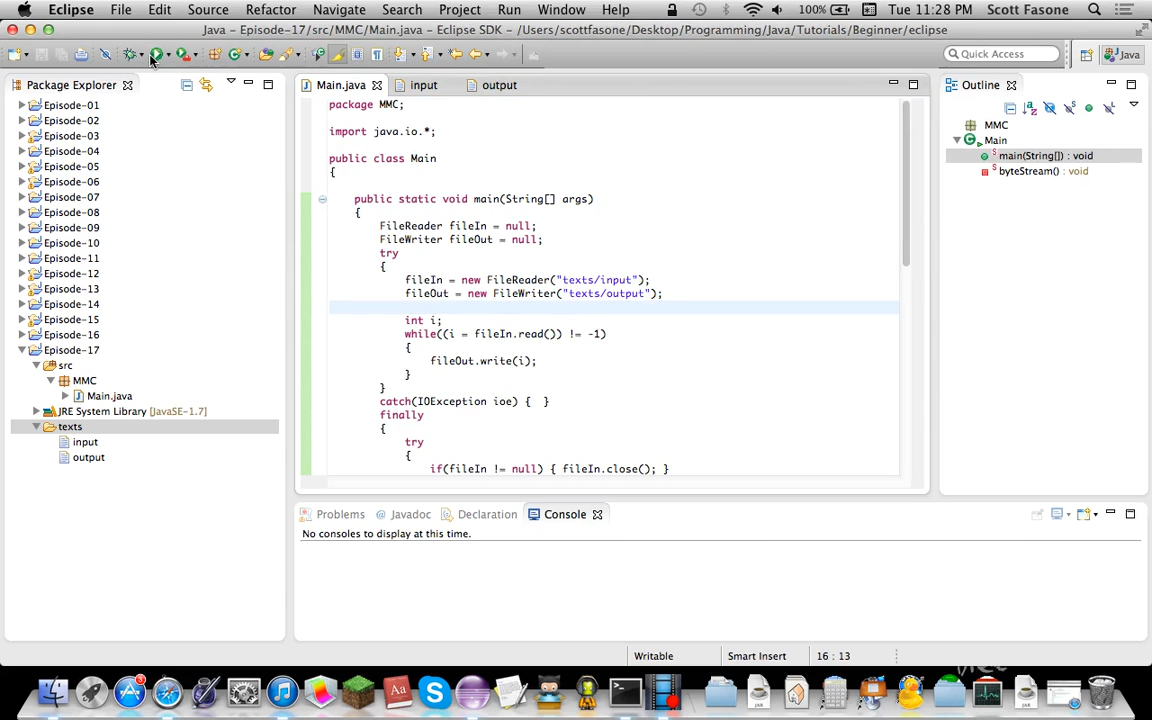 Eclipse File Edit Source Refactor Navigate Search Project Run Window Help 100% Tue 11:28 PM Scott Fasone
Java - Episode-17/src/MMC/Main.java - Eclipse SDK - /Users/scottfasone/Desktop/Programming/Java/Tutorials/Beginner/eclipse
Quick Access Java
Package Explorer
Episode-01
Episode-02
Episode-03
Episode-04
Episode-05
Episode-06
Episode-07
Episode-08
Episode-09
Episode-10
Episode-11
Episode-12
Episode-13
Episode-14
Episode-15
Episode-16
Episode-17
src
MMC
Main.java
JRE System Library [JavaSE-1.7]
texts
input
output
Main.java input output
package MMC;
import java.io.*;
public class Main
{
public static void main(String[] args)
{
FileReader fileIn = null;
FileWriter fileOut = null;
try
{
fileIn = new FileReader("texts/input");
fileOut = new FileWriter("texts/output");
int i;
while((i = fileIn.read()) != -1)
{
fileOut.write(i);
}
}
catch(IOException ioe) { }
finally
{
try
{
if(fileIn != null) { fileIn.close(); }
Outline
MMC
Main
main(String[]) : void
byteStream() : void
Problems Javadoc Declaration Console
No consoles to display at this time.
Writable Smart Insert 16 : 13